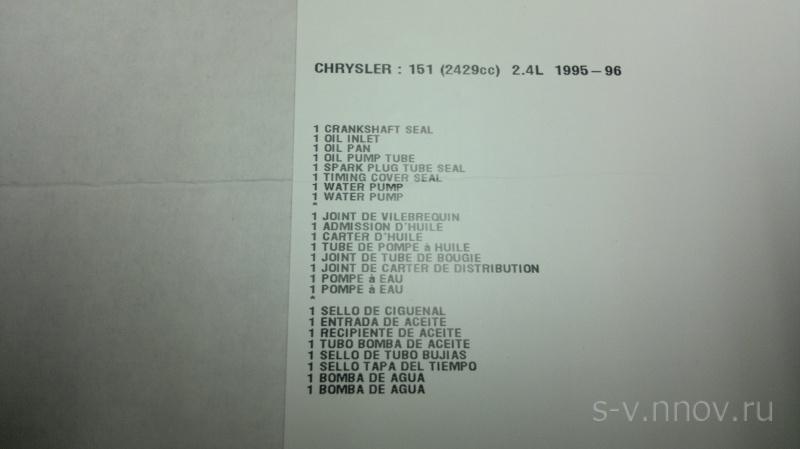 CHRYSLER : 151 (2429cc) 2.4L 1995-96
1 CRANKSHAFT SEAL
1 OIL INLET
1 OIL PAN
1 OIL PUMP TUBE
1 SPARK PLUG TUBE SEAL
1 TIMING COVER SEAL
1 WATER PUMP
1 WATER PUMP
*
1 JOINT DE VILEBREQUIN
1 ADMISSION D'HUILE
1 CARTER D'HUILE
1 TUBE DE POMPE à HUILE
1 JOINT DE TUBE DE BOUGIE
1 JOINT DE CARTER DE DISTRIBUTION
1 POMPE à EAU
1 POMPE à EAU
*
1 SELLO DE CIGUENAL
1 ENTRADA DE ACEITE
1 RECIPIENTE DE ACEITE
1 TUBO BOMBA DE ACEITE
1 SELLO DE TUBO BUJIAS
1 SELLO TAPA DEL TIEMPO
1 BOMBA DE AGUA
1 BOMBA DE AGUA
s-v.nnov.ru